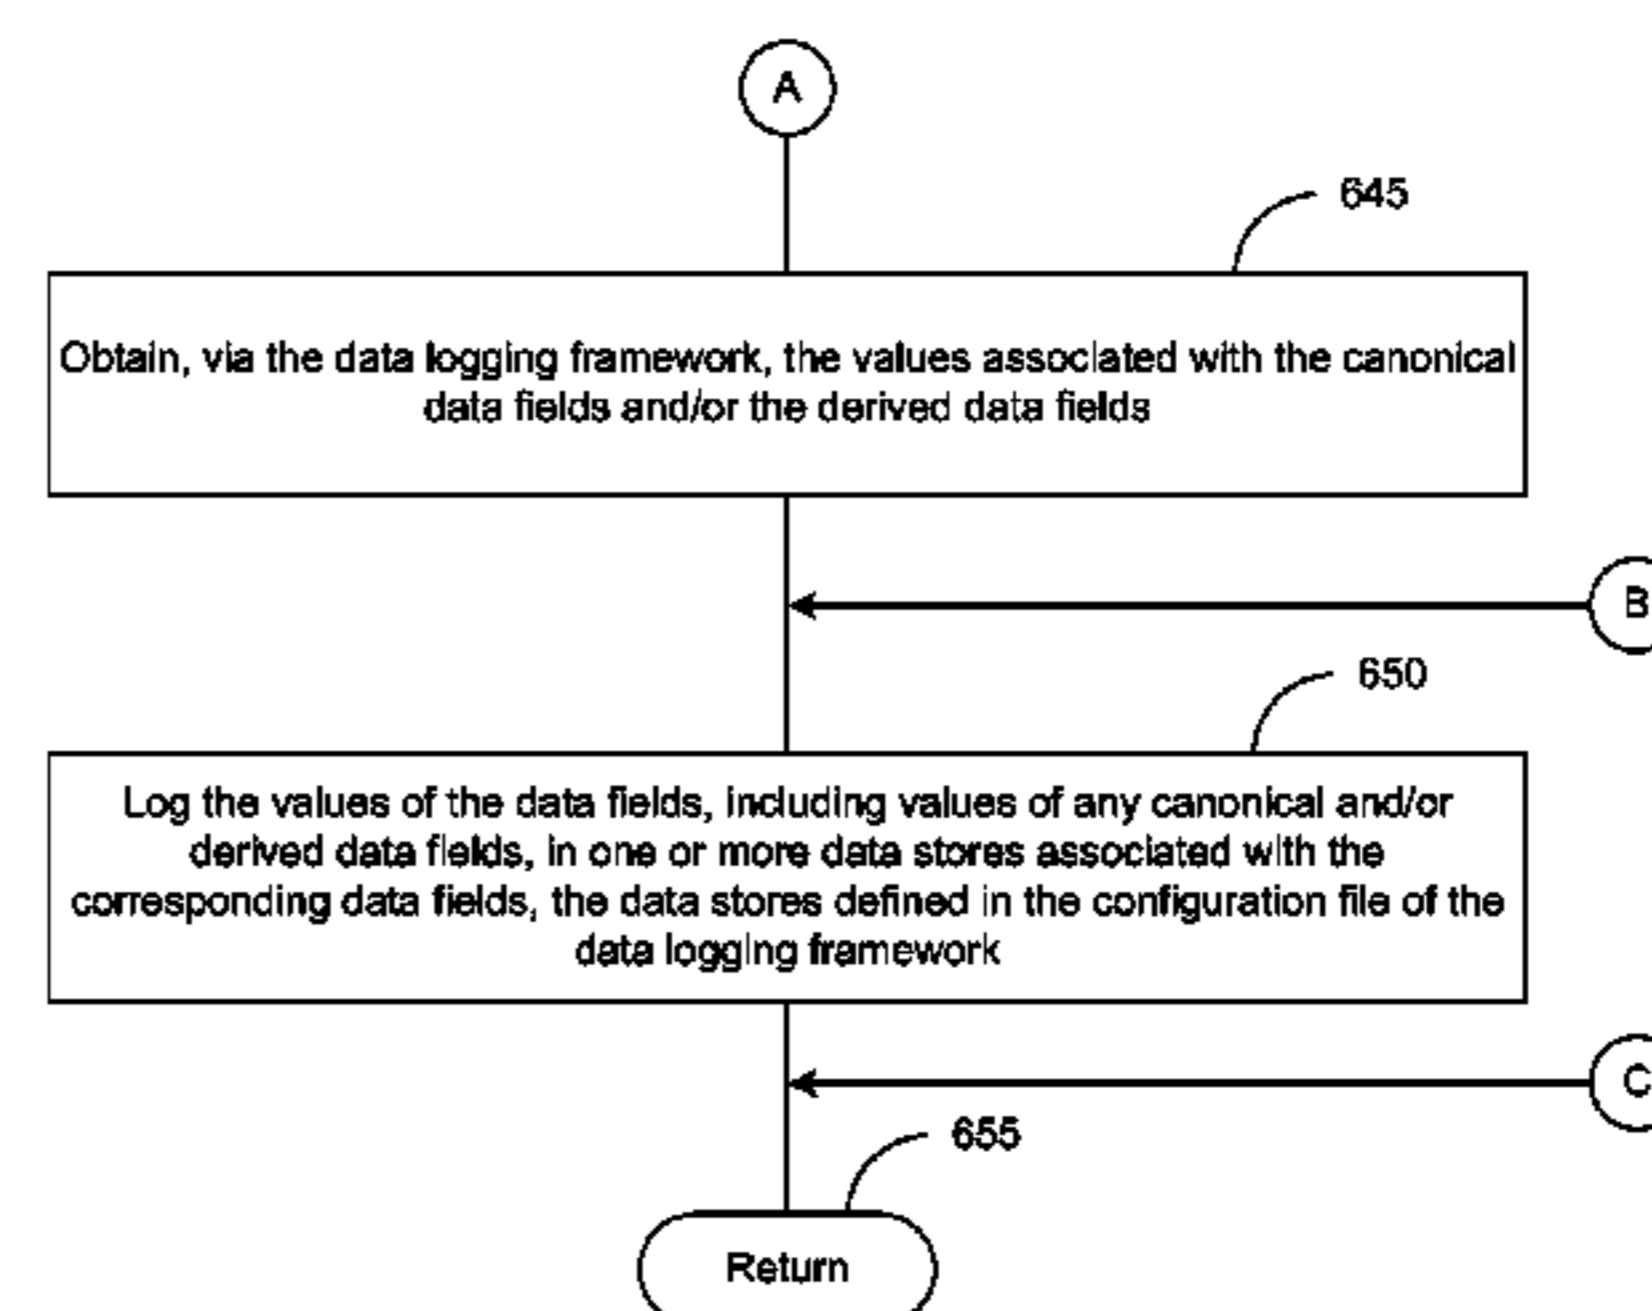 A
645
Obtain, via the data logging framework, the values associated with the canonical
data fields and/or the derived data fields
B
650
Log the values of the data fields, including values of any canonical and/or
derived data fields, in one or more data stores associated with the
corresponding data fields, the data stores defined in the configuration file of the
data logging framework
C
655
Return